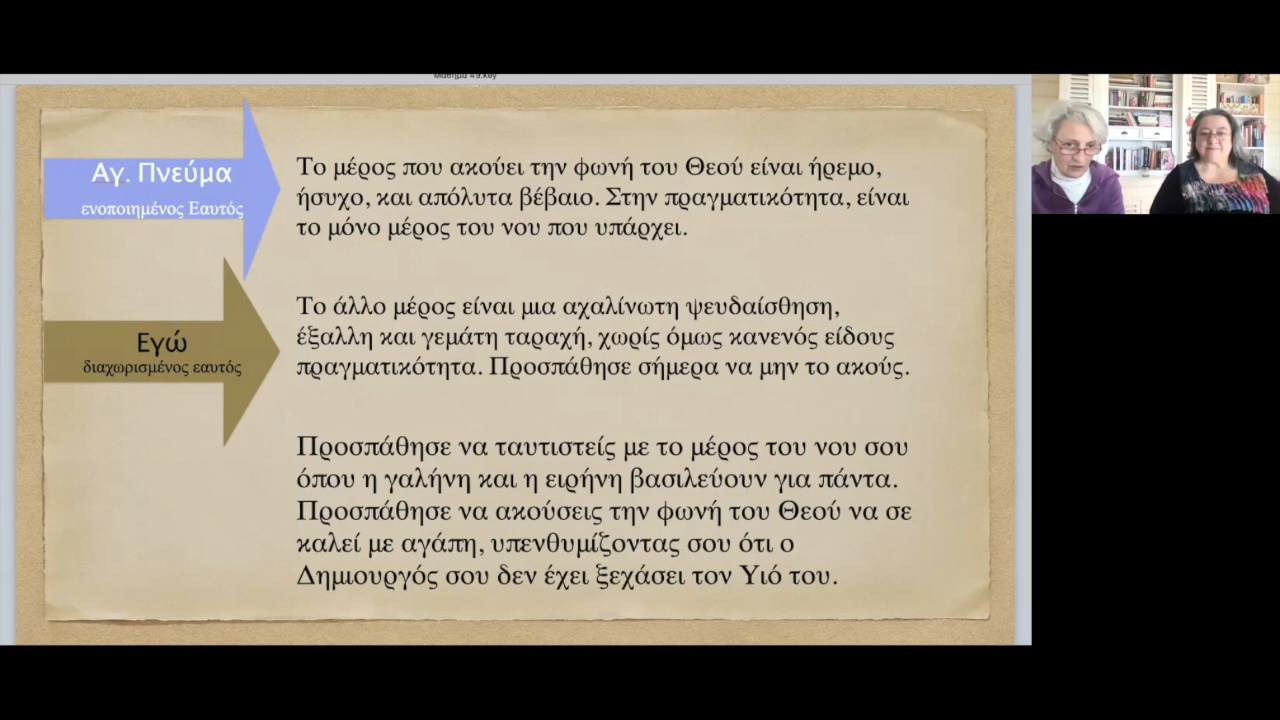 Μάθημα 49.key
Αγ. Πνεύμα
ενοποιημένος Εαυτός
Το μέρος που ακούει την φωνή του Θεού είναι ήρεμο,
ήσυχο, και απόλυτα βέβαιο. Στην πραγματικότητα, είναι
το μόνο μέρος του νου που υπάρχει.
Εγώ
διαχωρισμένος εαυτός
Το άλλο μέρος είναι μια αχαλίνωτη ψευδαίσθηση,
έξαλλη και γεμάτη ταραχή, χωρίς όμως κανενός είδους
πραγματικότητα. Προσπάθησε σήμερα να μην το ακούς.
Προσπάθησε να ταυτιστείς με το μέρος του νου σου
όπου η γαλήνη και η ειρήνη βασιλεύουν για πάντα.
Προσπάθησε να ακούσεις την φωνή του Θεού να σε
καλεί με αγάπη, υπενθυμίζοντας σου ότι ο
Δημιουργός σου δεν έχει ξεχάσει τον Υιό του.